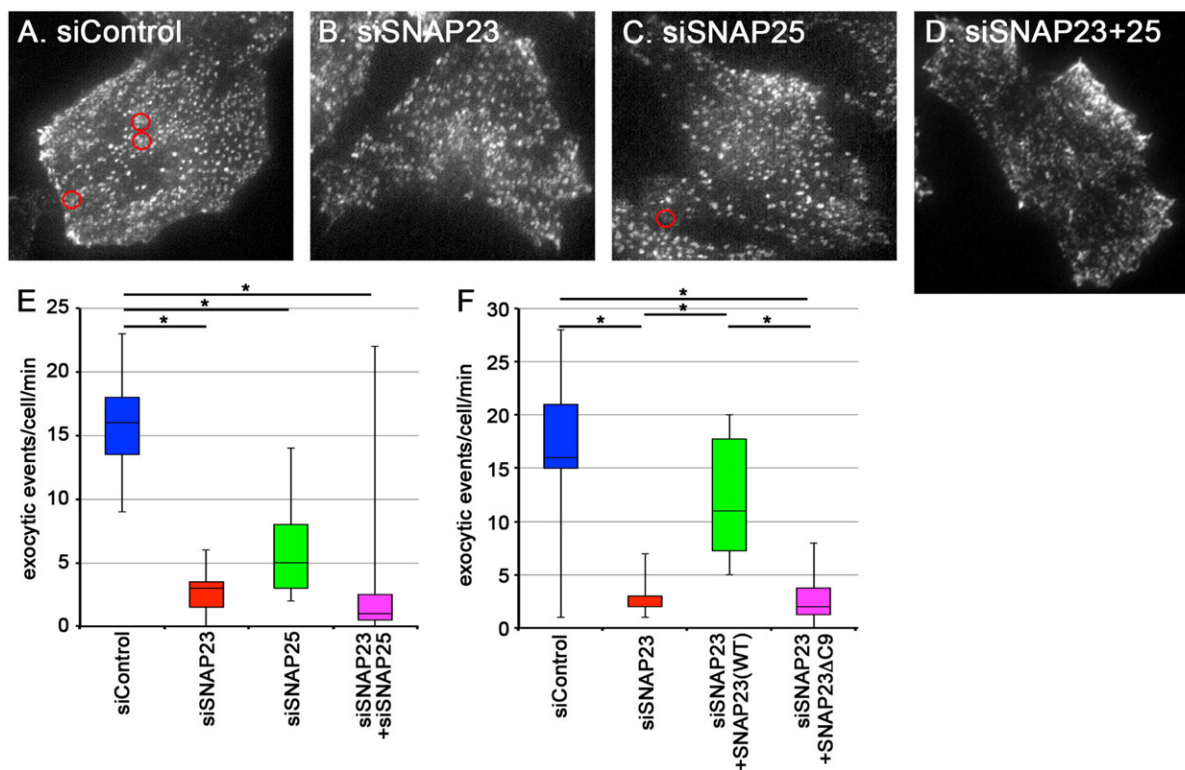 A. siControl
B. siSNAP23
C. siSNAP25
D. siSNAP23+25
E
*
*
*
25
20
15
10
5
0
exocytic events/cell/min
siControl
siSNAP23
siSNAP25
siSNAP23
+siSNAP25
F
*
*
*
*
30
25
20
15
10
5
0
exocytic events/cell/min
siControl
siSNAP23
siSNAP23
+SNAP23(WT)
siSNAP23
+SNAP23ΔC9